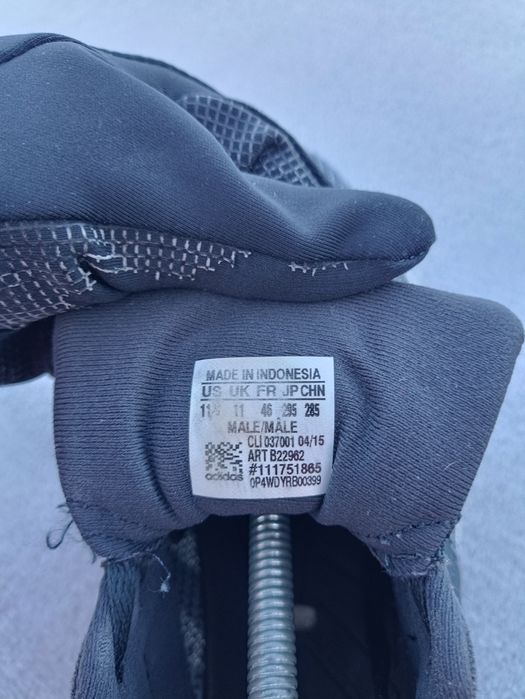 MADE IN INDONESIA
US UK FR JP CHN
11½ 11 46 295 285
MALE/MÂLE
CLI 037001 04/15
ART B22962
#111751865
adidas 0P4WDYRB00399